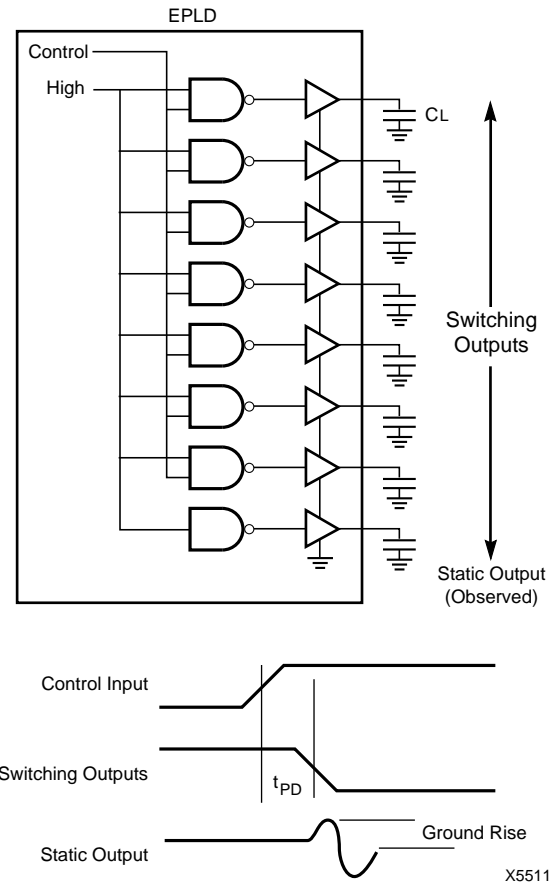 EPLD
Control
High
CL
Switching
Outputs
Static Output
(Observed)
Control Input
Switching Outputs
tPD
Static Output
Ground Rise
X5511